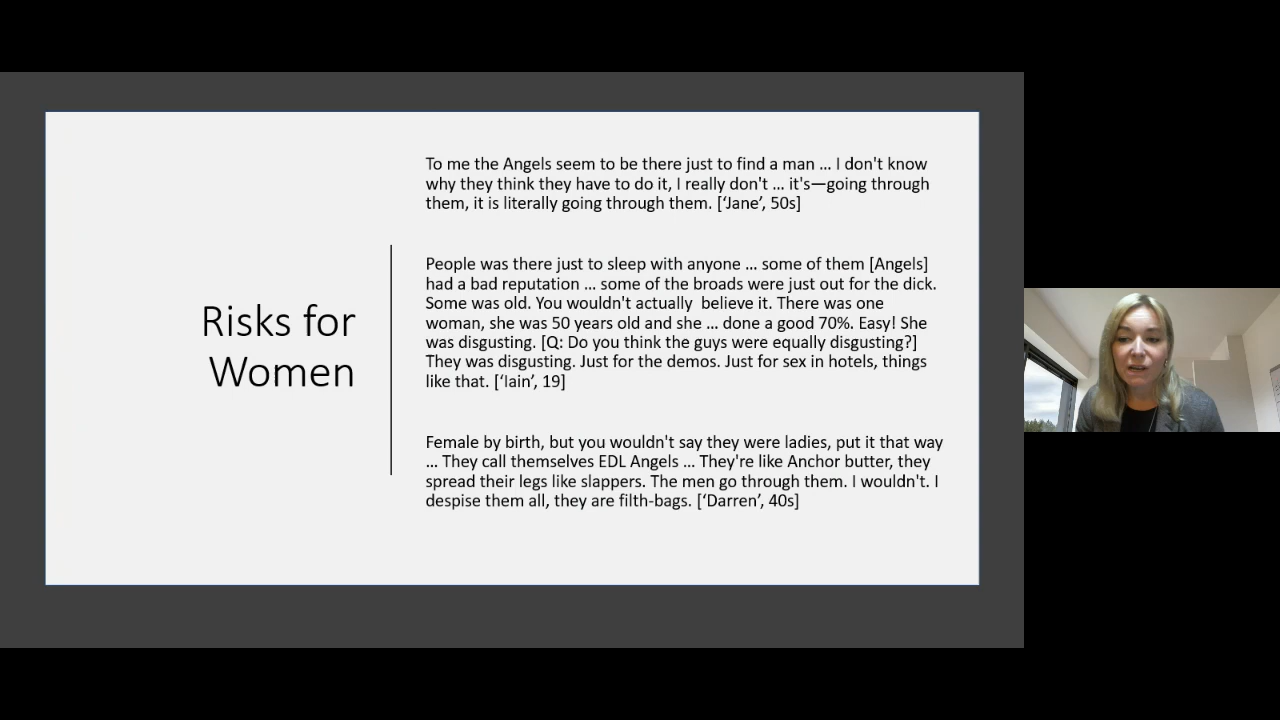 Risks for
Women
To me the Angels seem to be there just to find a man … I don't know
why they think they have to do it, I really don't … it's—going through
them, it is literally going through them. [‘Jane’, 50s]
People was there just to sleep with anyone … some of them [Angels]
had a bad reputation … some of the broads were just out for the dick.
Some was old. You wouldn't actually  believe it. There was one
woman, she was 50 years old and she … done a good 70%. Easy! She
was disgusting. [Q: Do you think the guys were equally disgusting?]
They was disgusting. Just for the demos. Just for sex in hotels, things
like that. [‘Iain’, 19]
Female by birth, but you wouldn't say they were ladies, put it that way
… They call themselves EDL Angels … They're like Anchor butter, they
spread their legs like slappers. The men go through them. I wouldn't. I
despise them all, they are filth-bags. [‘Darren’, 40s]